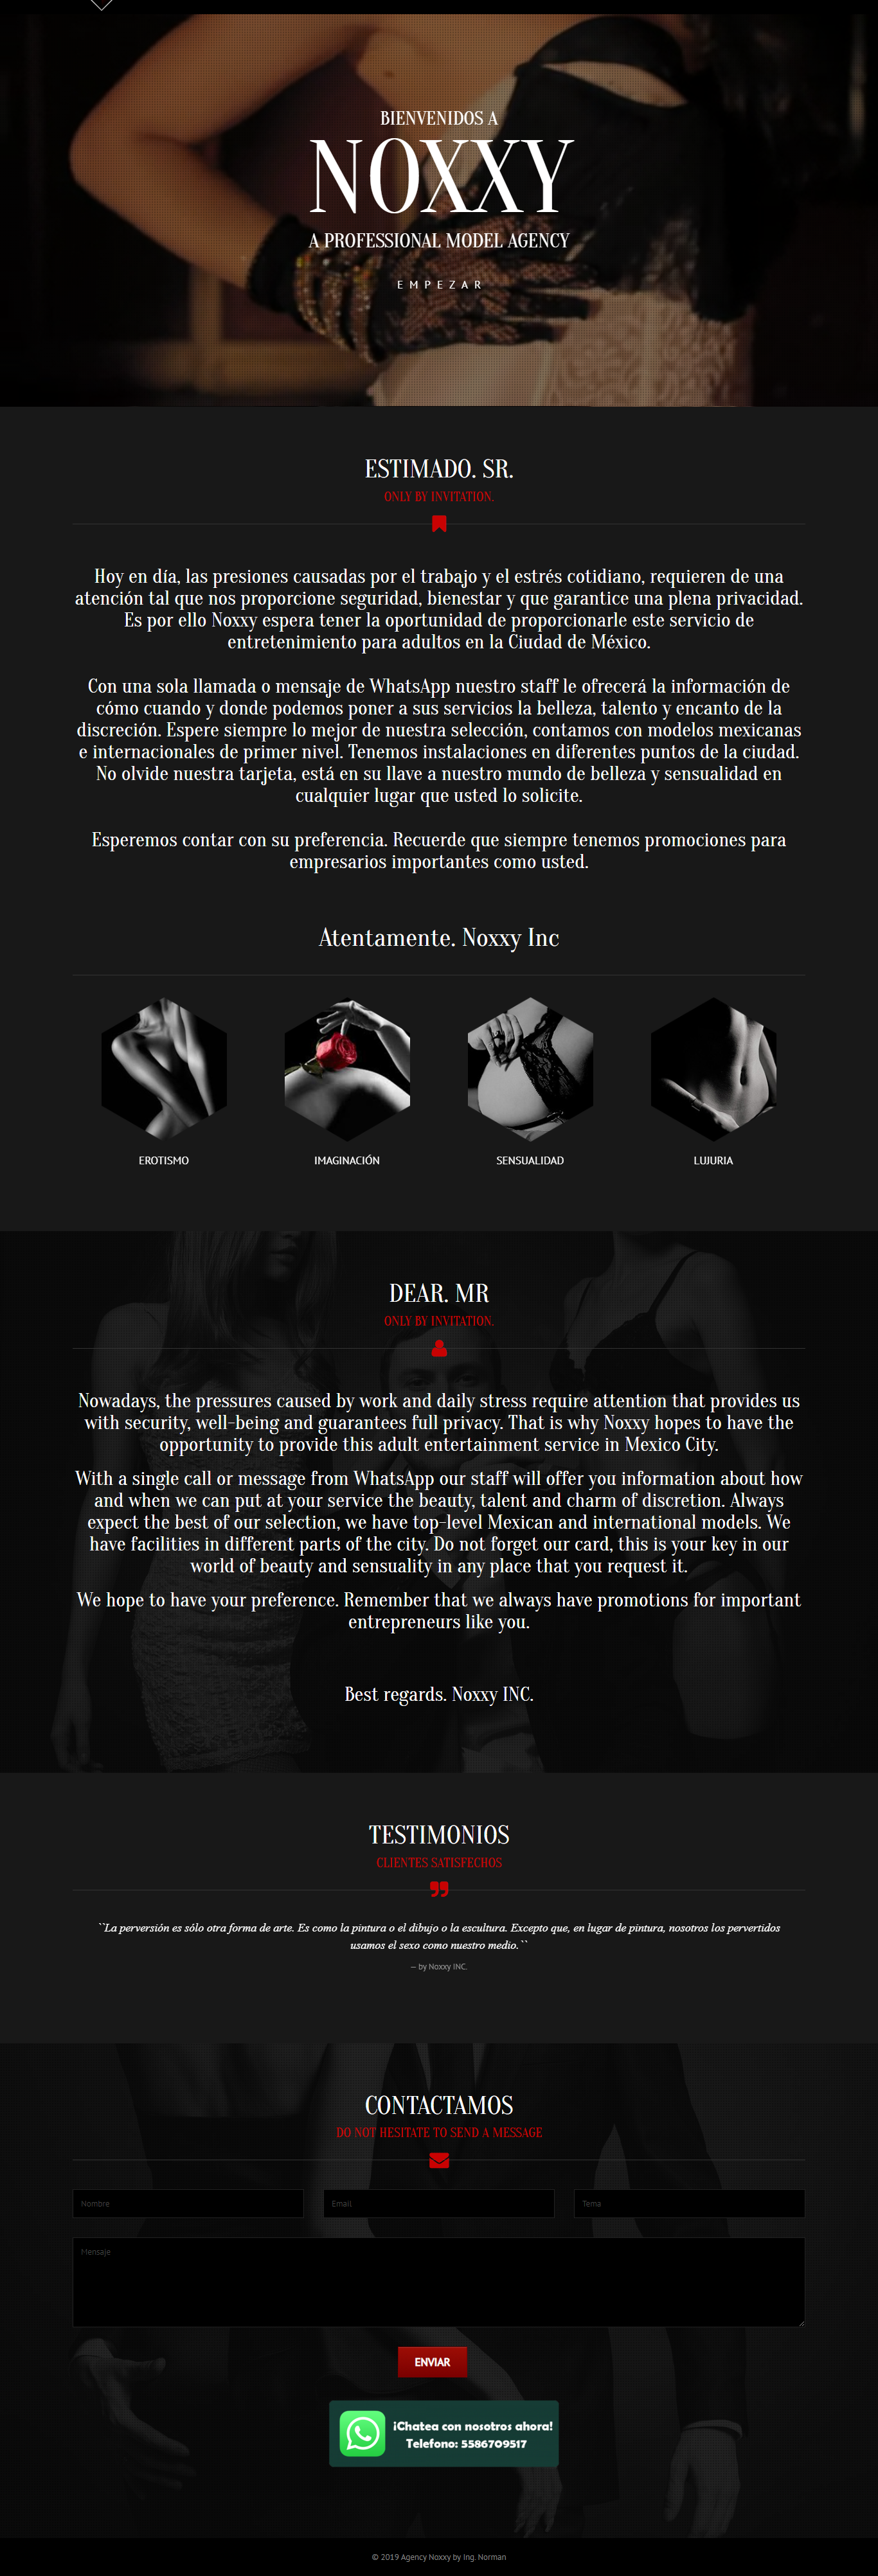 BIENVENIDOS A
NOXXY
A PROFESSIONAL MODEL AGENCY
EMPEZAR
ESTIMADO. SR.
ONLY BY INVITATION.
Hoy en día, las presiones causadas por el trabajo y el estrés cotidiano, requieren de una
atención tal que nos proporcione seguridad, bienestar y que garantice una plena privacidad.
Es por ello Noxxy espera tener la oportunidad de proporcionarle este servicio de
entretenimiento para adultos en la Ciudad de México.
Con una sola llamada o mensaje de WhatsApp nuestro staff le ofrecerá la información de
cómo cuando y donde podemos poner a sus servicios la belleza, talento y encanto de la
discreción. Espere siempre lo mejor de nuestra selección, contamos con modelos mexicanas
e internacionales de primer nivel. Tenemos instalaciones en diferentes puntos de la ciudad.
No olvide nuestra tarjeta, está en su llave a nuestro mundo de belleza y sensualidad en
cualquier lugar que usted lo solicite.
Esperemos contar con su preferencia. Recuerde que siempre tenemos promociones para
empresarios importantes como usted.
Atentamente. Noxxy Inc
EROTISMO
IMAGINACIÓN
SENSUALIDAD
LUJURIA
DEAR. MR
ONLY BY INVITATION.
Nowadays, the pressures caused by work and daily stress require attention that provides us
with security, well-being and guarantees full privacy. That is why Noxxy hopes to have the
opportunity to provide this adult entertainment service in Mexico City.
With a single call or message from WhatsApp our staff will offer you information about how
and when we can put at your service the beauty, talent and charm of discretion. Always
expect the best of our selection, we have top-level Mexican and international models. We
have facilities in different parts of the city. Do not forget our card, this is your key in our
world of beauty and sensuality in any place that you request it.
We hope to have your preference. Remember that we always have promotions for important
entrepreneurs like you.
Best regards. Noxxy INC.
TESTIMONIOS
CLIENTES SATISFECHOS
``La perversión es sólo otra forma de arte. Es como la pintura o el dibujo o la escultura. Excepto que, en lugar de pintura, nosotros los pervertidos
usamos el sexo como nuestro medio.``
— by Noxxy INC.
CONTACTAMOS
DO NOT HESITATE TO SEND A MESSAGE
Nombre
Email
Tema
Mensaje
ENVIAR
¡Chatea con nosotros ahora!
Telefono: 5586709517
© 2019 Agency Noxxy by Ing. Norman